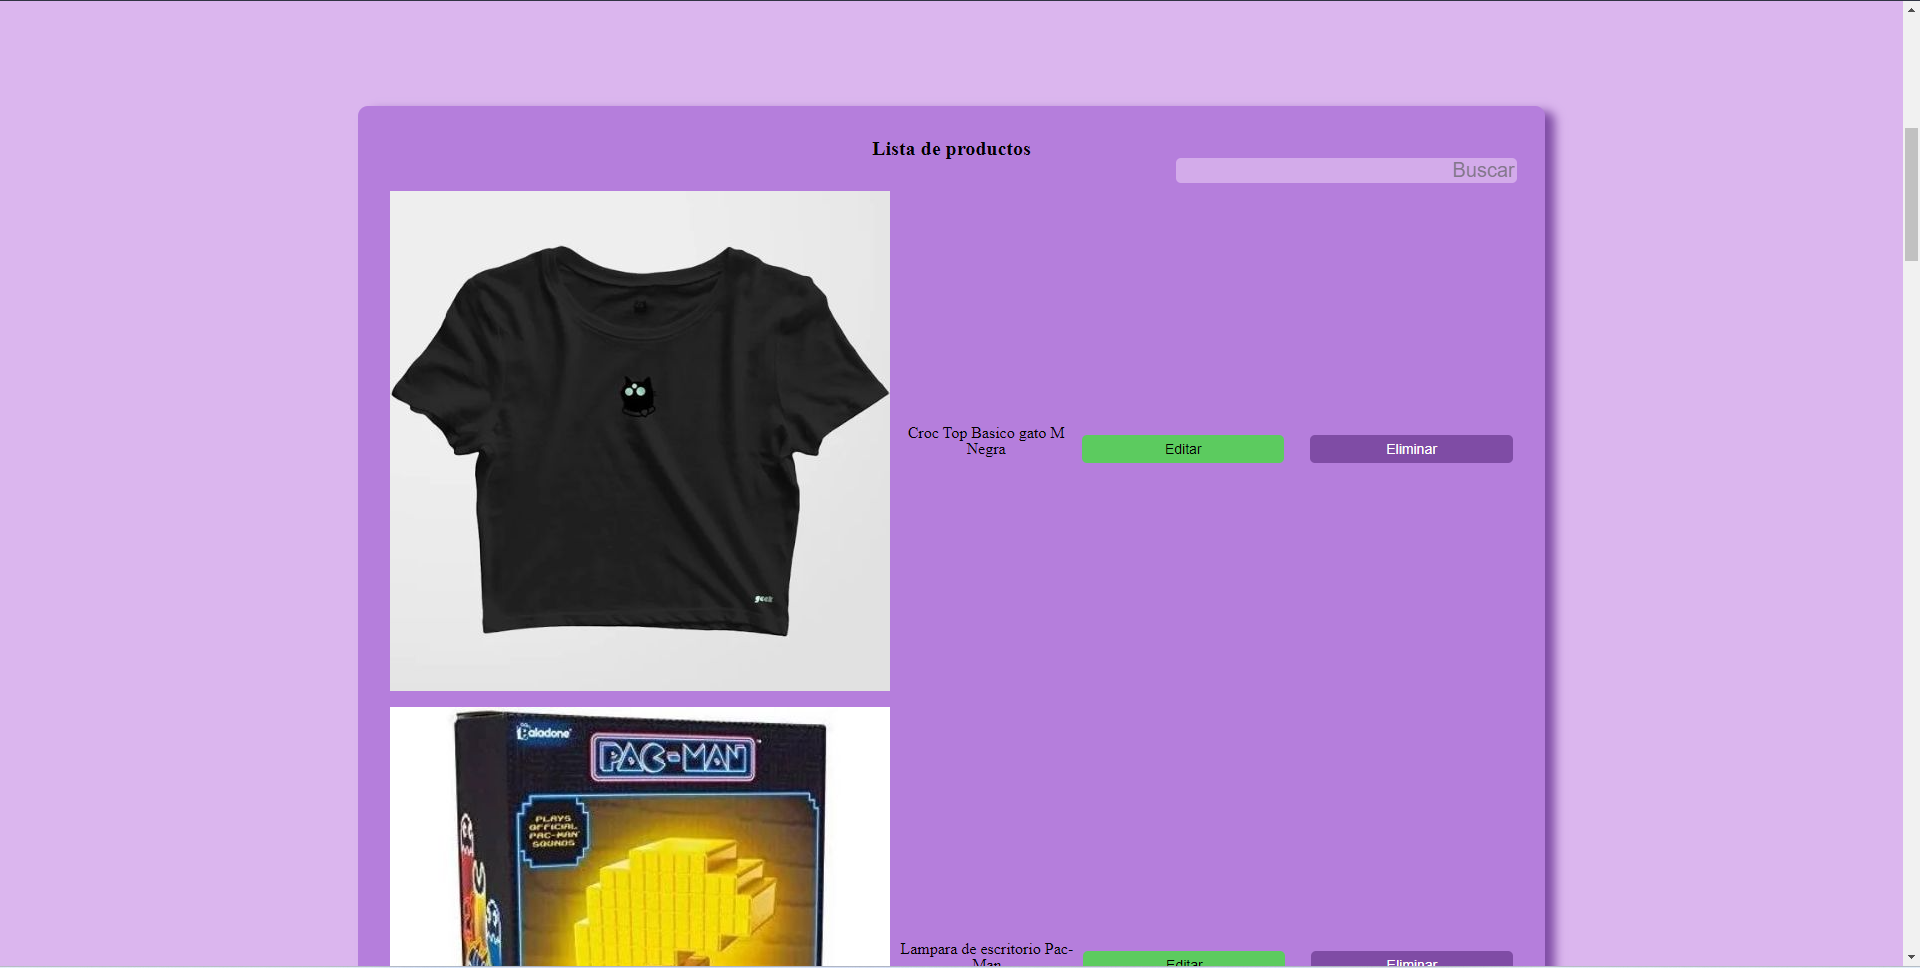 Lista de productos
Buscar
geek
Croc Top Basico gato M
Negra
Editar
Eliminar
Paladone
PAC-MAN
PLAYS
OFFICIAL
PAC-MAN
SOUNDS
Lampara de escritorio Pac-
Man
Editar
Eliminar